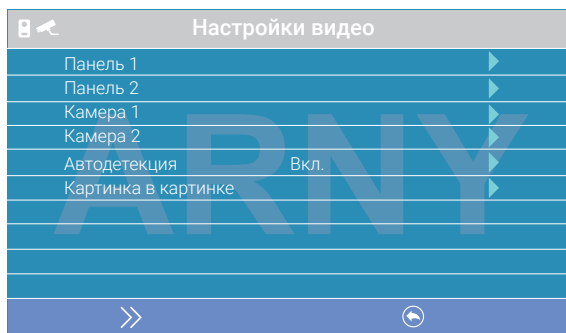 Настройки видео
Панель 1
Панель 2
Камера 1
Камера 2
Автодетекция Вкл.
Картинка в картинке
ARNY